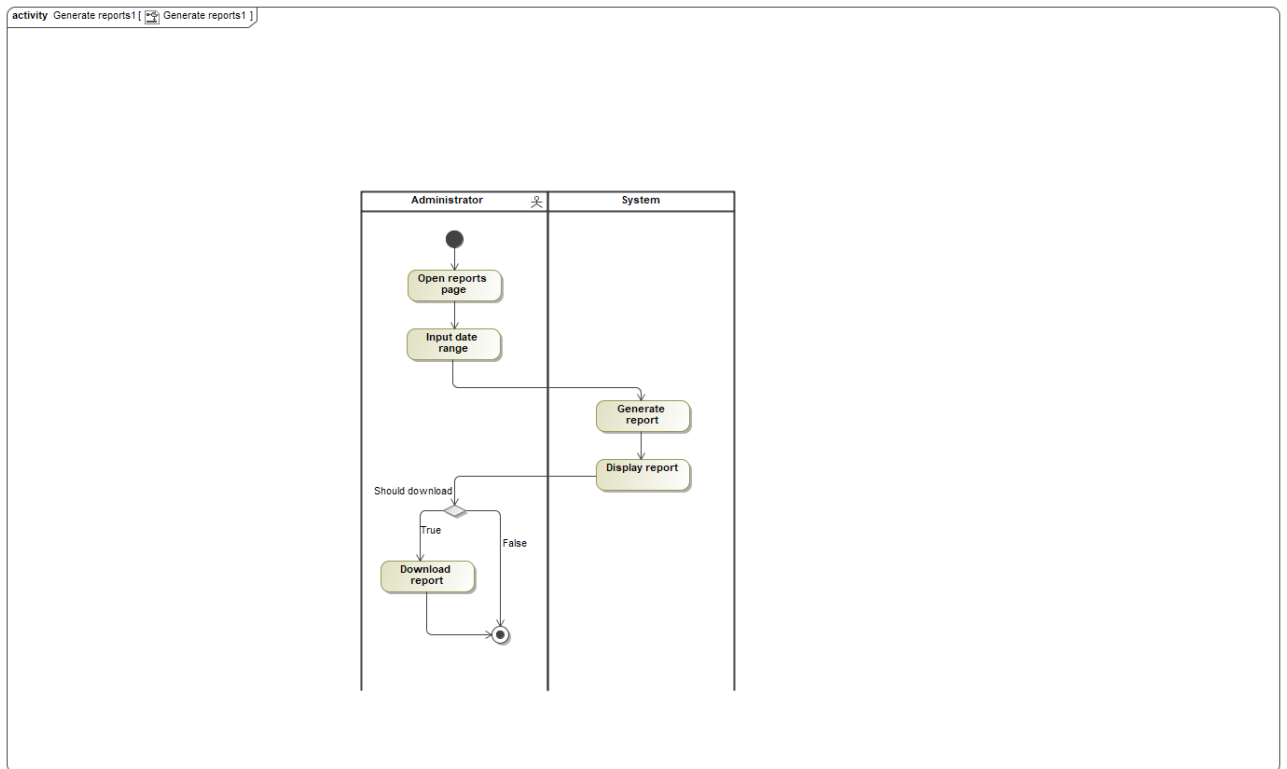 activity Generate reports1 [ Generate reports1 ]
Administrator
System
Open reports
page
Input date
range
Generate
report
Display report
Should download
True
False
Download
report